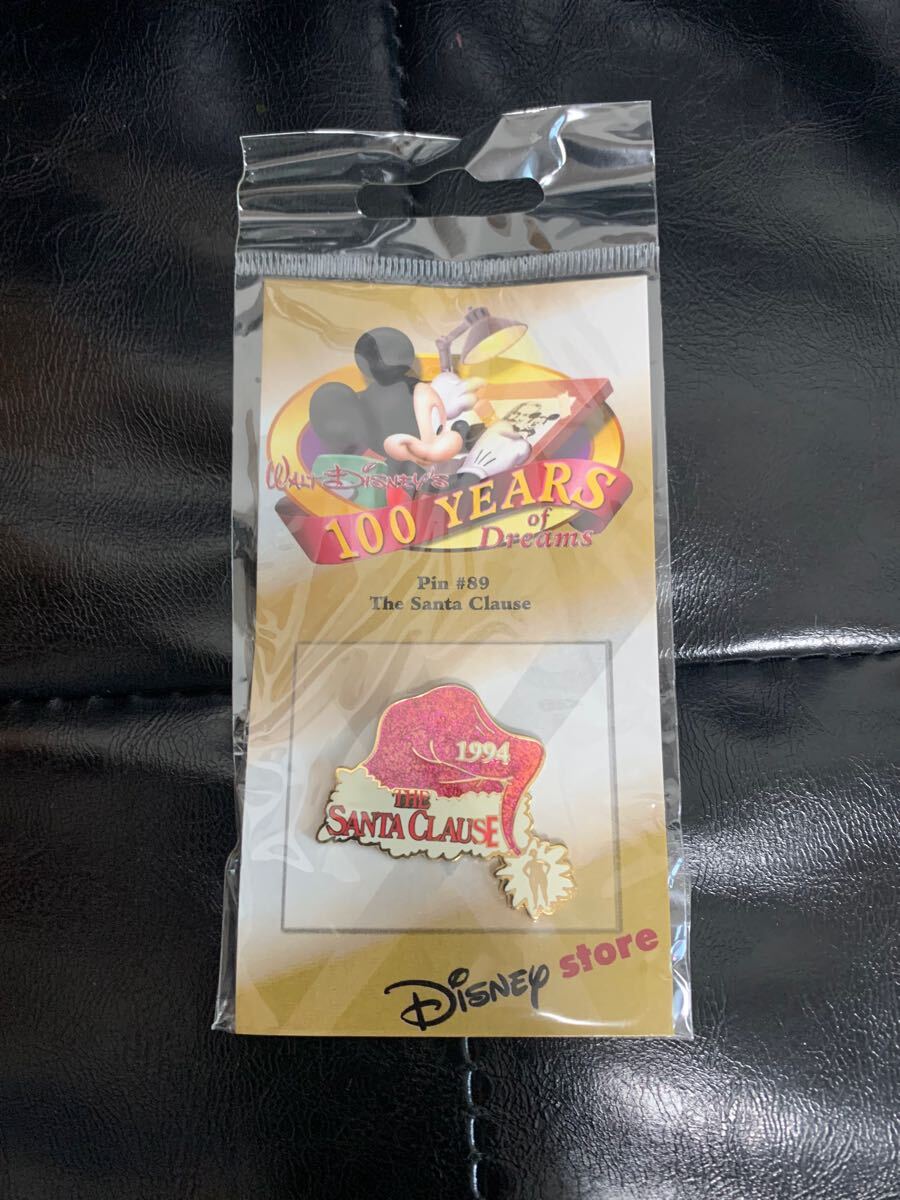 WALT DISNEY'S
100 YEARS
of
Dreams
Pin #89
The Santa Clause
1994
THE
SANTA CLAUSE
DISNEY store